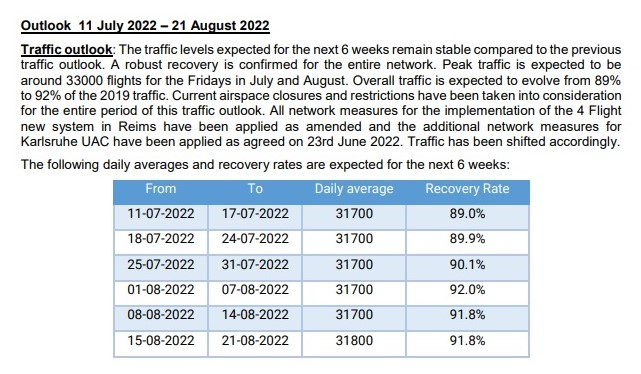 Outlook 11 July 2022 – 21 August 2022
Traffic outlook: The traffic levels expected for the next 6 weeks remain stable compared to the previous
traffic outlook. A robust recovery is confirmed for the entire network. Peak traffic is expected to be
around 33000 flights for the Fridays in July and August. Overall traffic is expected to evolve from 89%
to 92% of the 2019 traffic. Current airspace closures and restrictions have been taken into consideration
for the entire period of this traffic outlook. All network measures for the implementation of the 4 Flight
new system in Reims have been applied as amended and the additional network measures for
Karlsruhe UAC have been applied as agreed on 23rd June 2022. Traffic has been shifted accordingly.
The following daily averages and recovery rates are expected for the next 6 weeks:
From To Daily average Recovery Rate
11-07-2022 17-07-2022 31700 89.0%
18-07-2022 24-07-2022 31700 89.9%
25-07-2022 31-07-2022 31700 90.1%
01-08-2022 07-08-2022 31700 92.0%
08-08-2022 14-08-2022 31700 91.8%
15-08-2022 21-08-2022 31800 91.8%